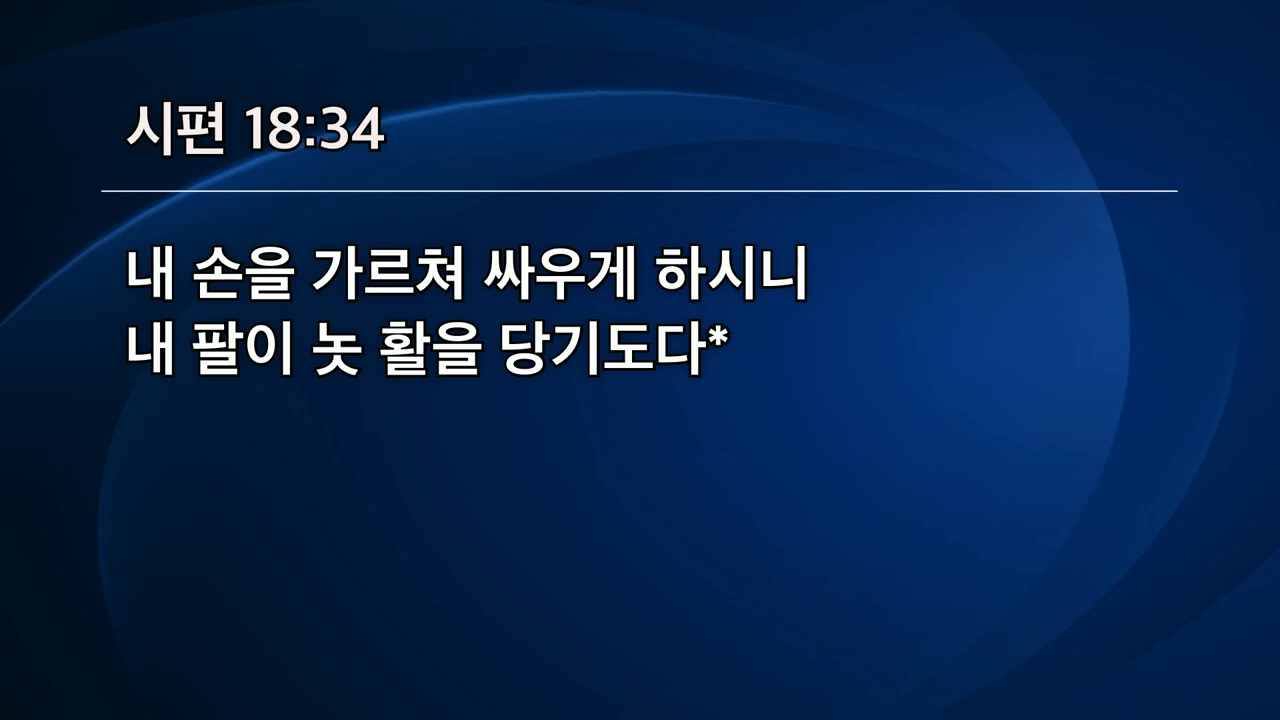 시편 18:34
내 손을 가르쳐 싸우게 하시니
내 팔이 놋 활을 당기도다*